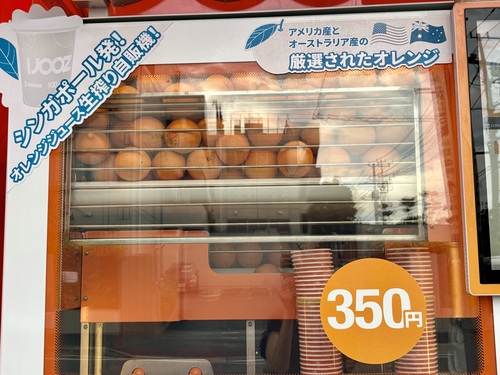 IJOOZ
シンガポール発!
オレンジジュース生搾り自販機!
アメリカ産と
オーストラリア産の
厳選されたオレンジ
350円